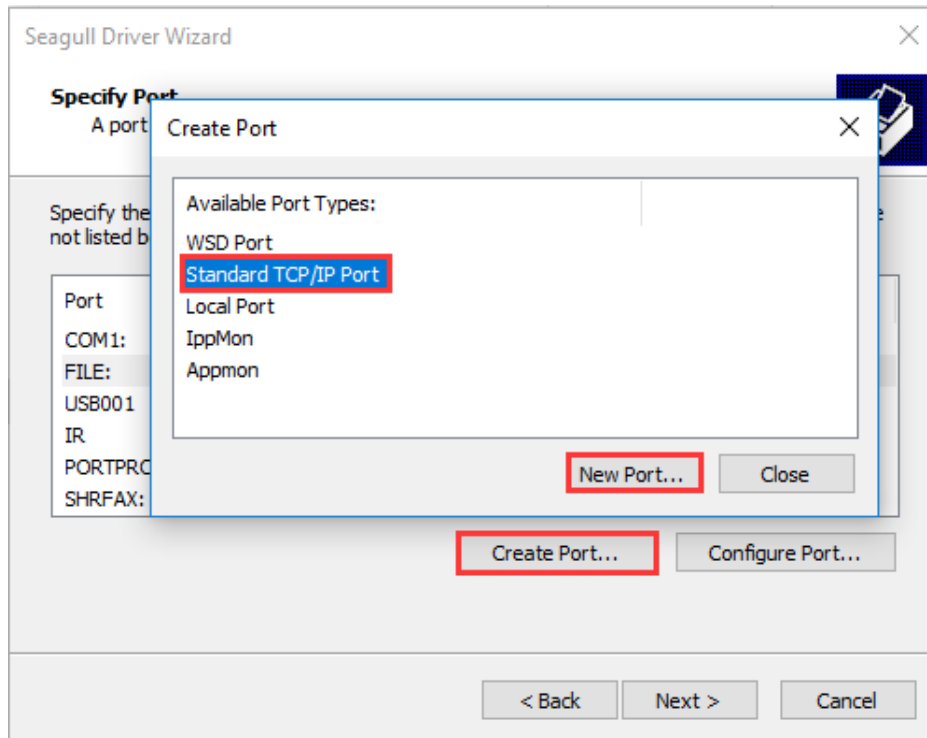 Seagull Driver Wizard
Specify Port
A port
Create Port
Available Port Types:
WSD Port
Standard TCP/IP Port
Local Port
IppMon
Appmon
New Port...
Close
Specify the
not listed b
Port
COM1:
FILE:
USB001
IR
PORTPRO
SHRFAX:
Create Port...
Configure Port...
< Back
Next >
Cancel